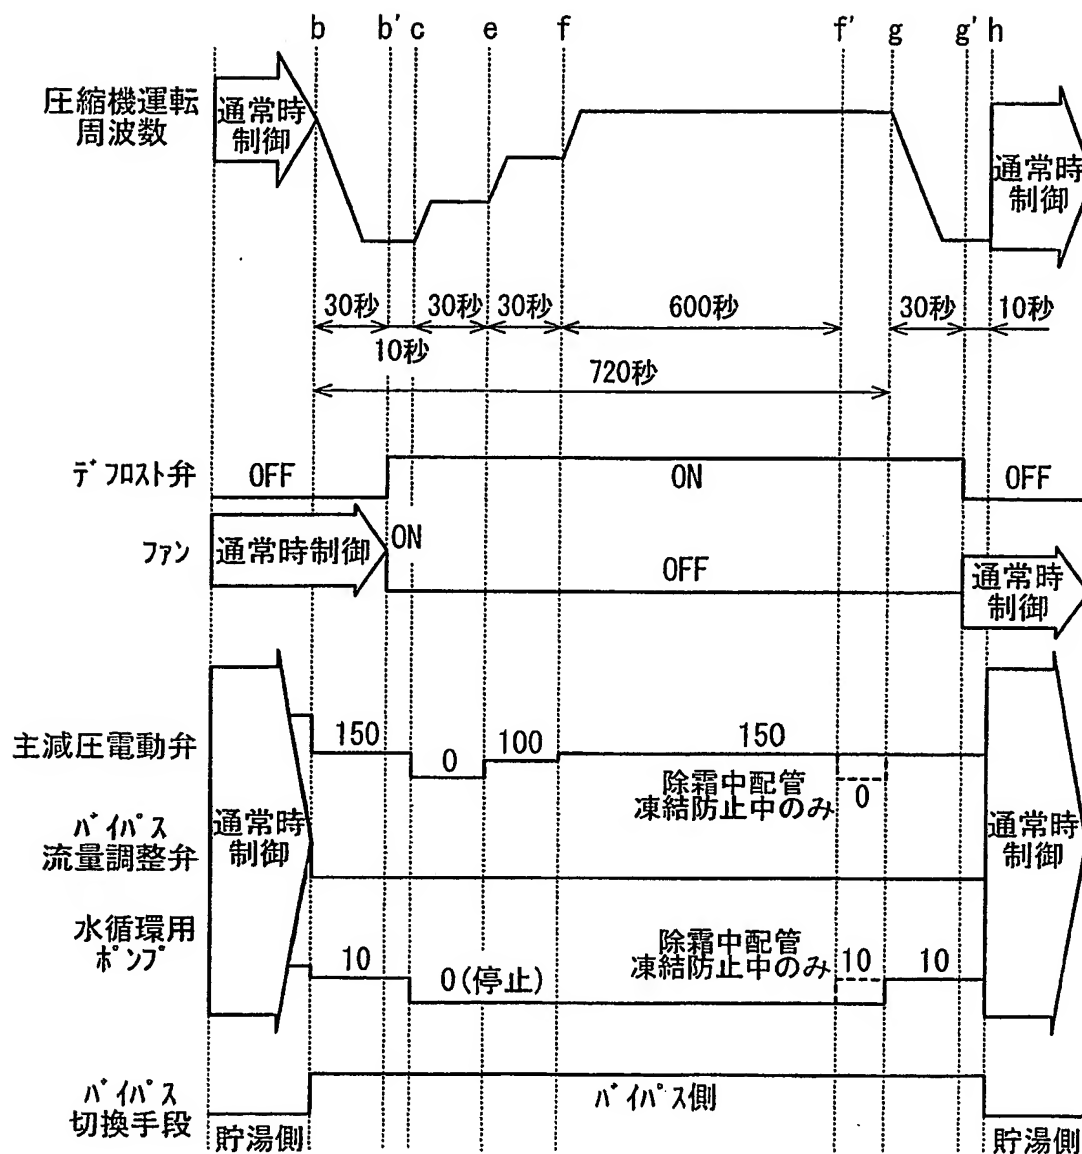 b b' c e f f' g g' h
圧縮機運転
周波数
通常時
制御
通常時
制御
30秒 30秒 30秒 600秒 30秒 10秒
10秒
720秒
デフロスト弁
OFF ON OFF
ファン
通常時制御
ON
OFF
通常時
制御
主減圧電動弁
150 0 100 150
除霜中配管
凍結防止中のみ 0
バイパス
流量調整弁
通常時
制御
通常時
制御
水循環用
ポンプ
10 0(停止)
除霜中配管
凍結防止中のみ 10 10
バイパス
切換手段
バイパス側
貯湯側 貯湯側